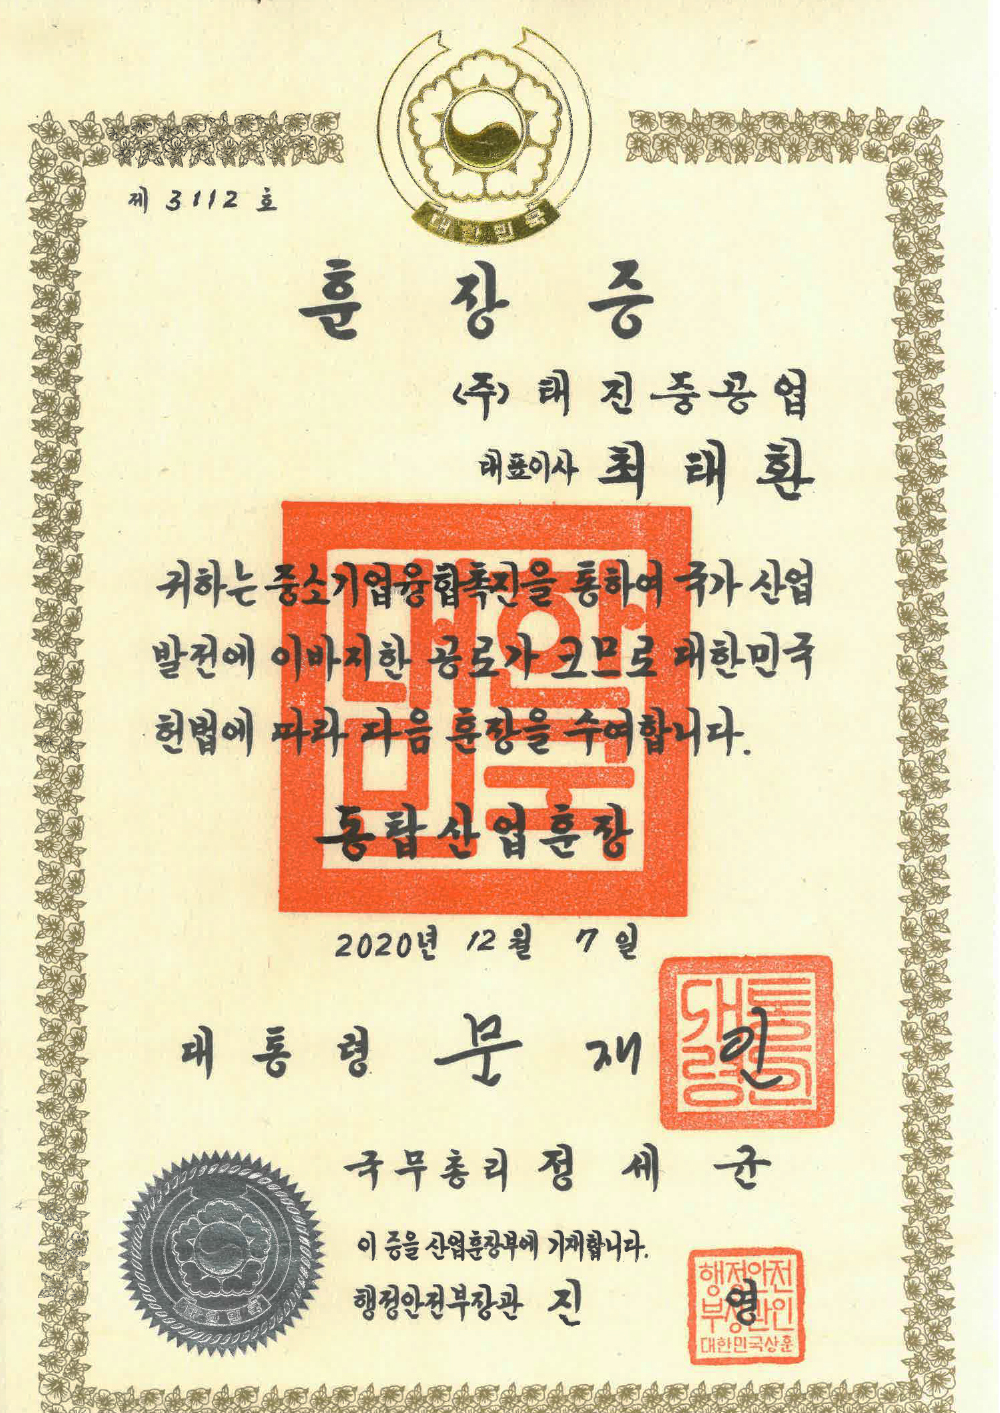 대한민국
제 3112 호
훈장증
(주) 태진중공업
대표이사 최태환
귀하는 중소기업융합촉진을 통하여 국가 산업
발전에 이바지한 공로가 크므로 대한민국
헌법에 따라 다음 훈장을 수여합니다.
동탑산업훈장
2020년 12월 7일
대통령 문재인
국무총리 정세균
이 증을 산업훈장부에 기재합니다.
행정안전부장관 진영
대한민국
대통령의인
행정안전
부장관인
대한민국상훈
대한민국